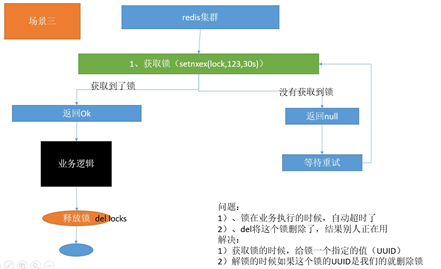 场景三
redis集群
1、获取锁（setnxex(lock,123,30s)）
获取到了锁
没有获取到锁
返回Ok
返回null
业务逻辑
等待重试
释放锁 del locks
问题：
1）、锁在业务执行的时候，自动超时了
2）、del将这个锁删除了，结果别人正在用
解决：
1）获取锁的时候，给锁一个指定的值（UUID）
2）解锁的时候如果这个锁的UUID是我们的就删除锁